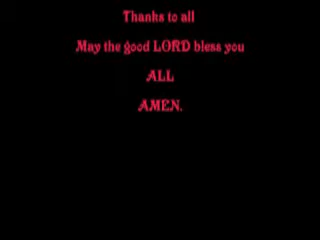 Thanks to all
May the good LORD bless you
ALL
AMEN.